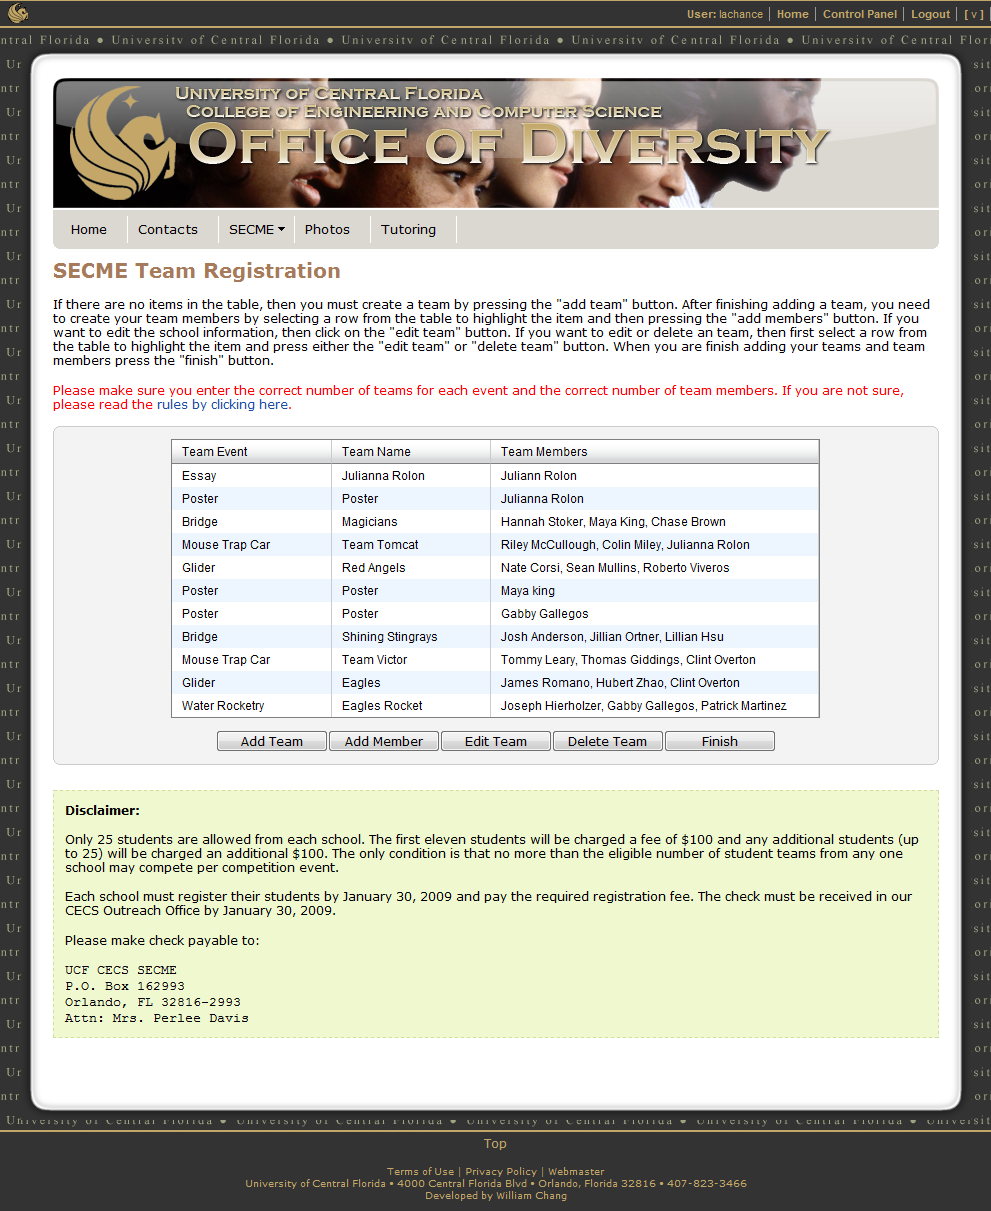 User: lachance | Home | Control Panel | Logout | [ v ]
ntral Florida ● University of Central Florida ● University of Central Florida ● University of Central Florida ● University of Central Flor
UNIVERSITY OF CENTRAL FLORIDA
COLLEGE OF ENGINEERING AND COMPUTER SCIENCE
OFFICE OF DIVERSITY
Home Contacts SECME Photos Tutoring
SECME Team Registration
If there are no items in the table, then you must create a team by pressing the "add team" button. After finishing adding a team, you need
to create your team members by selecting a row from the table to highlight the item and then pressing the "add members" button. If you
want to edit the school information, then click on the "edit team" button. If you want to edit or delete an team, then first select a row from
the table to highlight the item and press either the "edit team" or "delete team" button. When you are finish adding your teams and team
members press the "finish" button.
Please make sure you enter the correct number of teams for each event and the correct number of team members. If you are not sure,
please read the rules by clicking here.
Team Event Team Name Team Members
Essay Julianna Rolon Juliann Rolon
Poster Poster Julianna Rolon
Bridge Magicians Hannah Stoker, Maya King, Chase Brown
Mouse Trap Car Team Tomcat Riley McCullough, Colin Miley, Julianna Rolon
Glider Red Angels Nate Corsi, Sean Mullins, Roberto Viveros
Poster Poster Maya king
Poster Poster Gabby Gallegos
Bridge Shining Stingrays Josh Anderson, Jillian Ortner, Lillian Hsu
Mouse Trap Car Team Victor Tommy Leary, Thomas Giddings, Clint Overton
Glider Eagles James Romano, Hubert Zhao, Clint Overton
Water Rocketry Eagles Rocket Joseph Hierholzer, Gabby Gallegos, Patrick Martinez
Add Team Add Member Edit Team Delete Team Finish
Disclaimer:
Only 25 students are allowed from each school. The first eleven students will be charged a fee of $100 and any additional students (up
to 25) will be charged an additional $100. The only condition is that no more than the eligible number of student teams from any one
school may compete per competition event.
Each school must register their students by January 30, 2009 and pay the required registration fee. The check must be received in our
CECS Outreach Office by January 30, 2009.
Please make check payable to:
UCF CECS SECME
P.O. Box 162993
Orlando, FL 32816-2993
Attn: Mrs. Perlee Davis
University of Central Florida ● University of Central Florida ● University of Central Florida ● University of Central Florida ● Universit
Top
Terms of Use | Privacy Policy | Webmaster
University of Central Florida • 4000 Central Florida Blvd • Orlando, Florida 32816 • 407-823-3466
Developed by William Chang